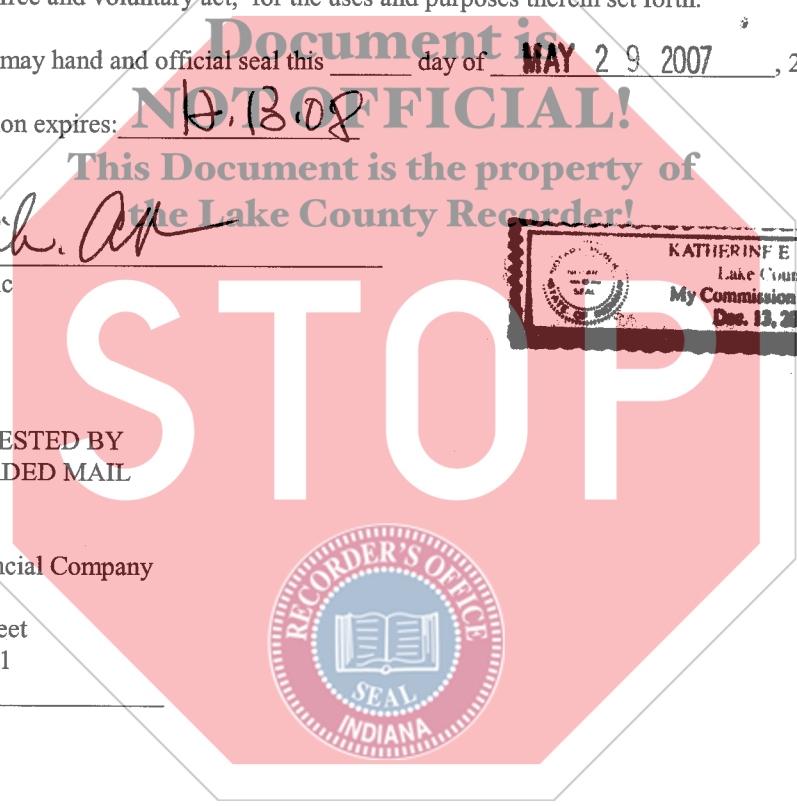 free and voluntary act, for the uses and purposes therein set forth.
Document is
may hand and official seal this ______ day of MAY 29 2007, 2
NOT OFFICIAL!
on expires: 12.13.08
This Document is the property of
the Lake County Recorder!
c
KATHERINE E
Lake Coun
My Commission
Dec. 13, 20
STOP
ESTED BY
DED MAIL
ncial Company
eet
1
RECORDER'S OFFICE
SEAL
INDIANA